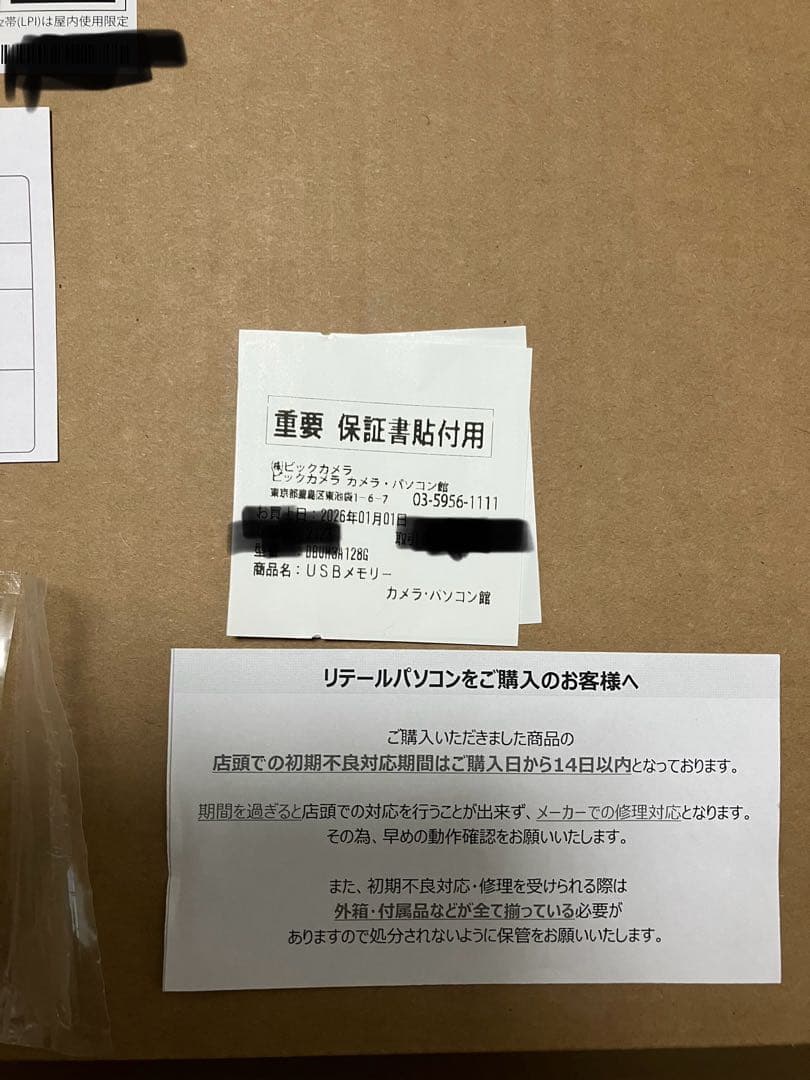 z帯(LPI)は屋内使用限定
重要 保証書貼付用
㈱ビックカメラ
ビックカメラ カメラ・パソコン館
東京都豊島区東池袋1-6-7 03-5956-1111
お買上日:2026年01月01日
取引
商品名:USBメモリー
カメラ・パソコン館
リテールパソコンをご購入のお客様へ
ご購入いただきました商品の
店頭での初期不良対応期間はご購入日から14日以内となっております。
期間を過ぎると店頭での対応を行うことが出来ず、メーカーでの修理対応となります。
その為、早めの動作確認をお願いいたします。
また、初期不良対応・修理を受けられる際は
外箱・付属品などが全て揃っている必要が
ありますので処分されないように保管をお願いいたします。